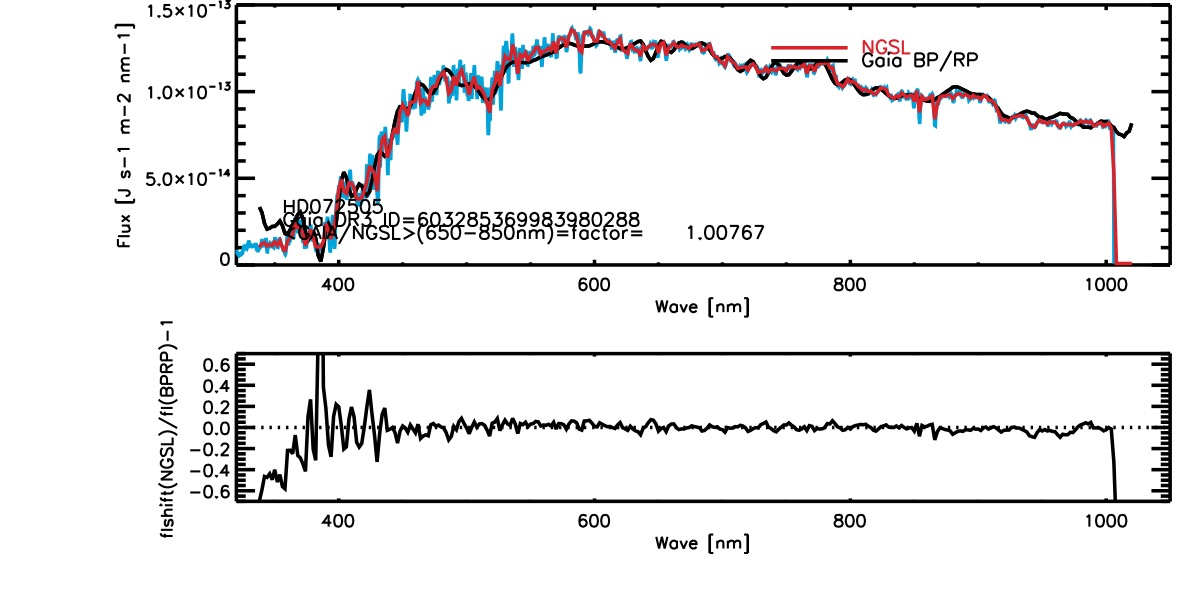 1.5×10−13
1.0×10−13
5.0×10−14
0
Flux [J s−1 m−2 nm−1]
NGSL
Gaia BP/RP
HD072505
Gaia DR3 ID=603285369983980288
<GAIA/NGSL>(650−850nm)=factor= 1.00767
400 600 800 1000
Wave [nm]
flshift(NGSL)/fl(BPRP)−1
0.6
0.4
0.2
0.0
−0.2
−0.4
−0.6
400 600 800 1000
Wave [nm]